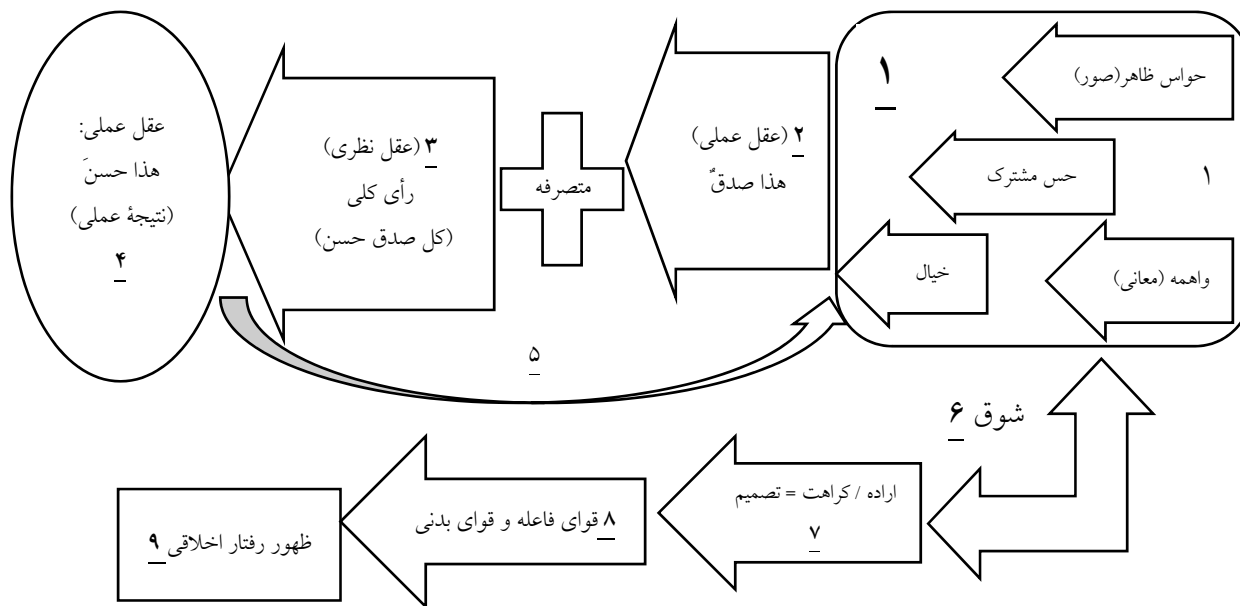 حواس ظاهر(صور)
۱
حس مشترک
۱
خیال
واهمه (معانی)
۲ (عقل عملی)
هذا صدقٌ
متصرفه
۳ (عقل نظری)
رأی کلی
(کل صدق حسن)
عقل عملی:
هذا حسنَ
(نتیجۀ عملی)
۴
۵
شوق ۶
اراده / کراهت = تصمیم
۷
۸ قوای فاعله و قوای بدنی
ظهور رفتار اخلاقی ۹